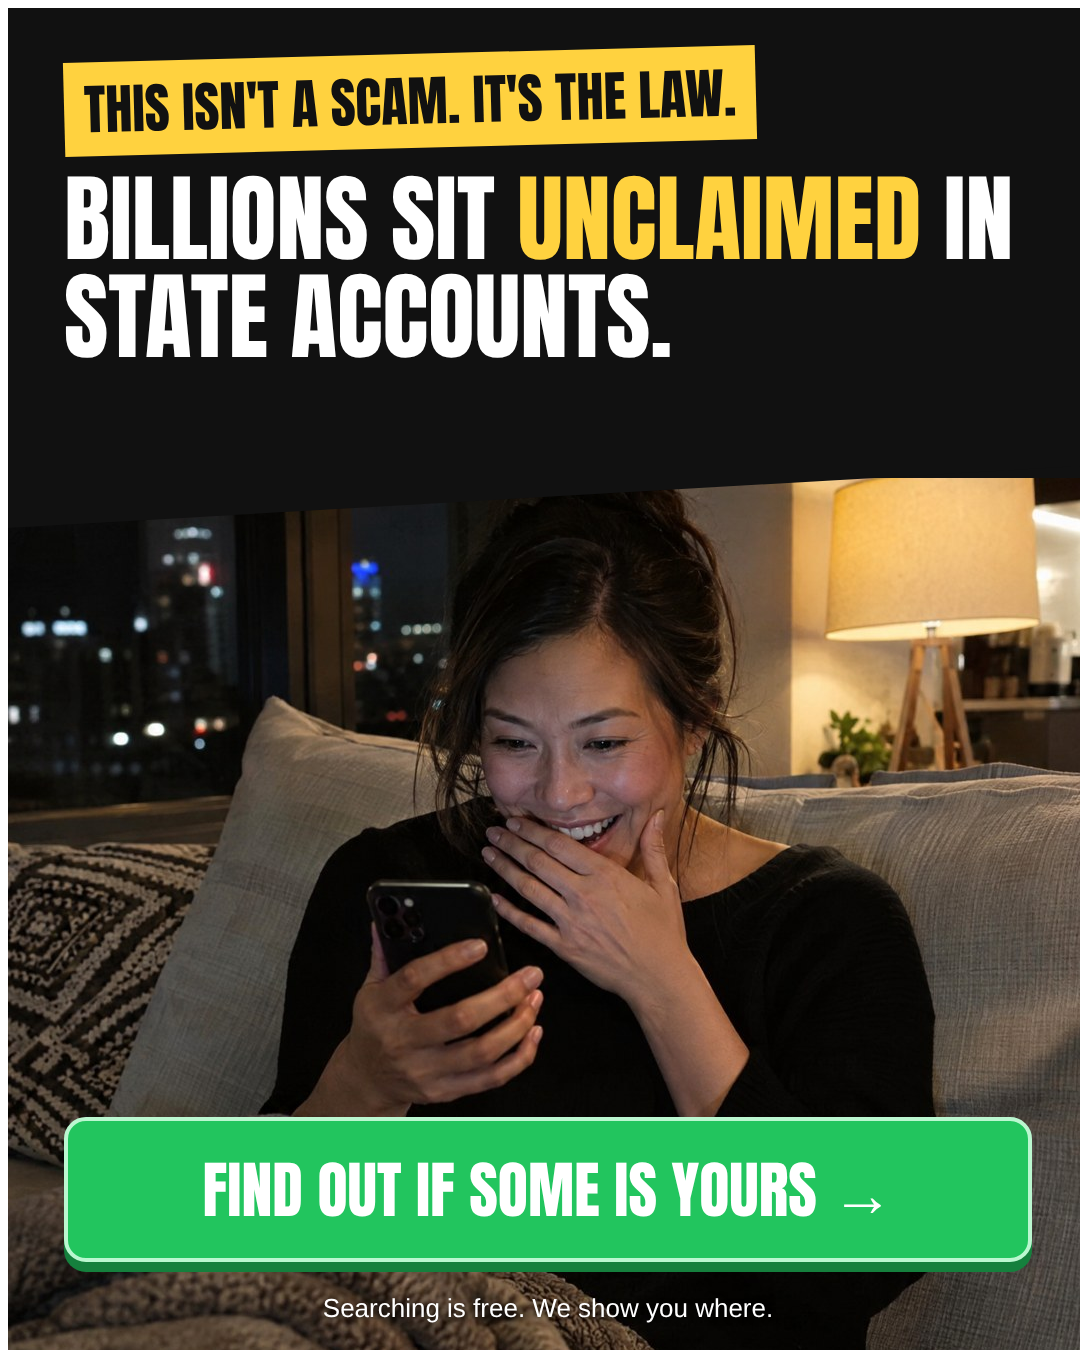 THIS ISN'T A SCAM. IT'S THE LAW.
BILLIONS SIT UNCLAIMED IN
STATE ACCOUNTS.
FIND OUT IF SOME IS YOURS →
Searching is free. We show you where.